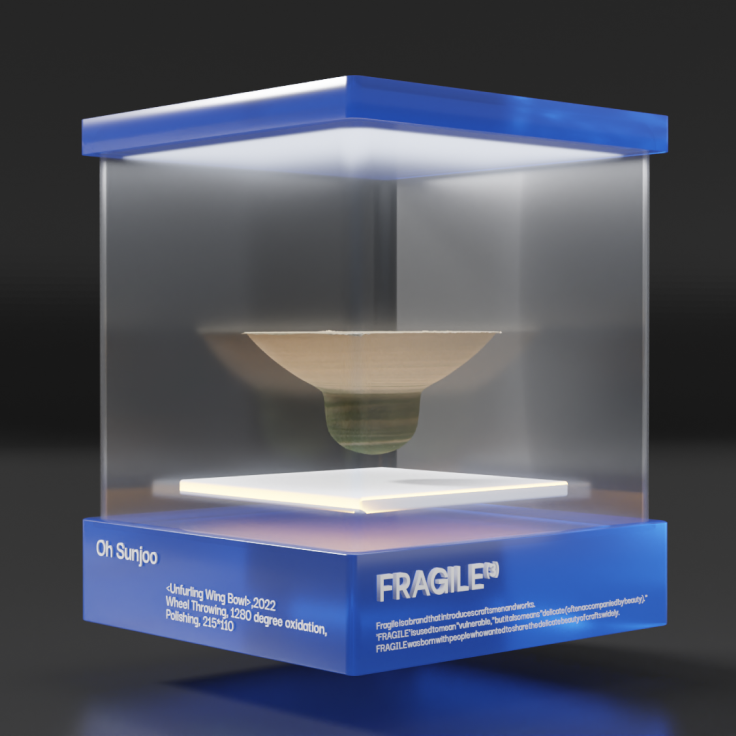 Oh Sunjoo
<Unfurling Wing Bowl>,2022
Wheel Throwing, 1280 degree oxidation,
Polishing, 215*110
FRAGILE
Fragile is a brand that introduces craftsmen and works.
"FRAGILE" is used to mean "vulnerable," but it also means "delicate (often accompanied by beauty)."
FRAGILE was born with people who wanted to share the delicate beauty of crafts widely.